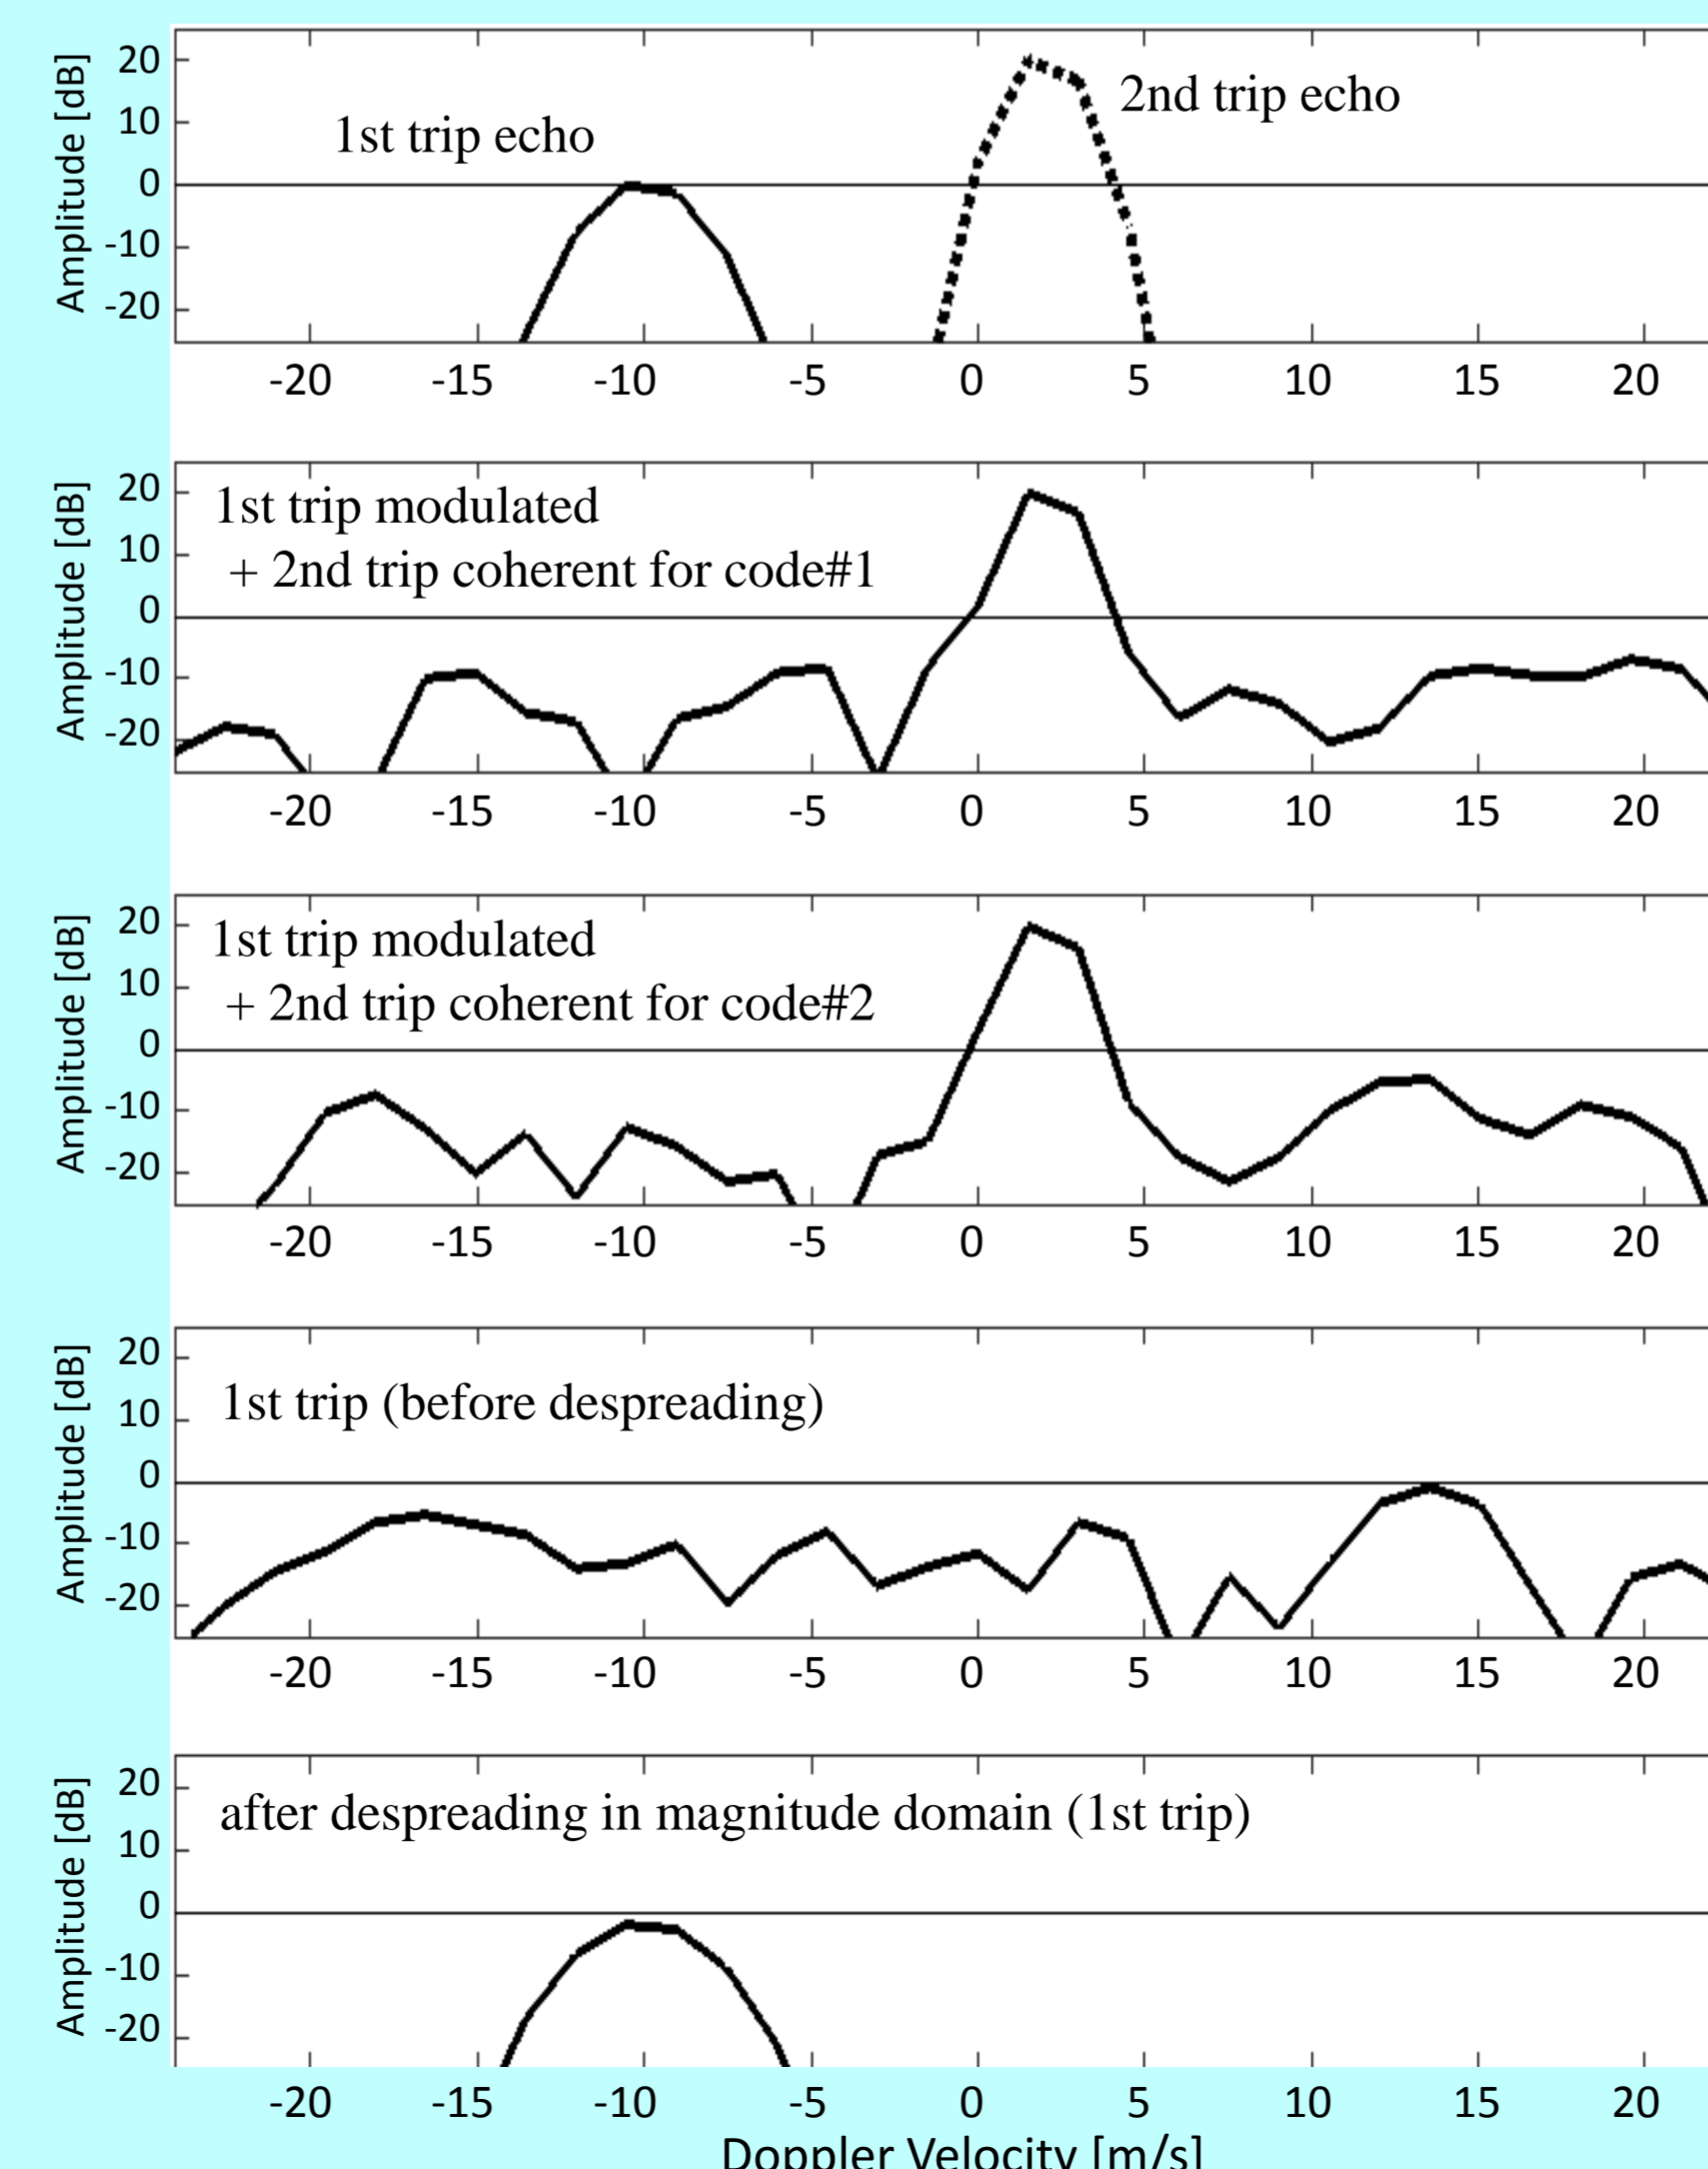 Amplitude [dB]
20
10
0
-10
-20
1st trip echo
2nd trip echo
-20 -15 -10 -5 0 5 10 15 20
Amplitude [dB]
20
10
0
-10
-20
1st trip modulated
+ 2nd trip coherent for code#1
-20 -15 -10 -5 0 5 10 15 20
Amplitude [dB]
20
10
0
-10
-20
1st trip modulated
+ 2nd trip coherent for code#2
-20 -15 -10 -5 0 5 10 15 20
Amplitude [dB]
20
10
0
-10
-20
1st trip (before despreading)
-20 -15 -10 -5 0 5 10 15 20
Amplitude [dB]
20
10
0
-10
-20
after despreading in magnitude domain (1st trip)
-20 -15 -10 -5 0 5 10 15 20
Doppler Velocity [m/s]